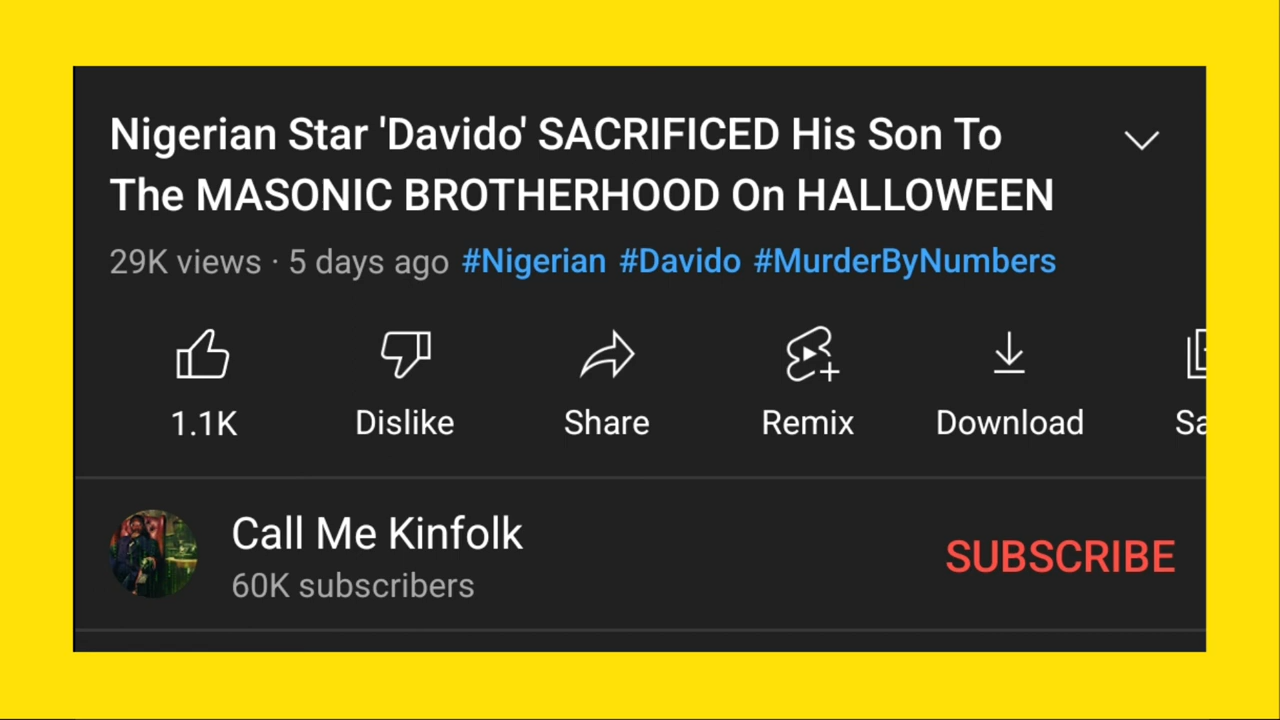 Nigerian Star 'Davido' SACRIFICED His Son To
The MASONIC BROTHERHOOD On HALLOWEEN
29K views · 5 days ago #Nigerian #Davido #MurderByNumbers
1.1K Dislike Share Remix Download Sa
Call Me Kinfolk
60K subscribers
SUBSCRIBE